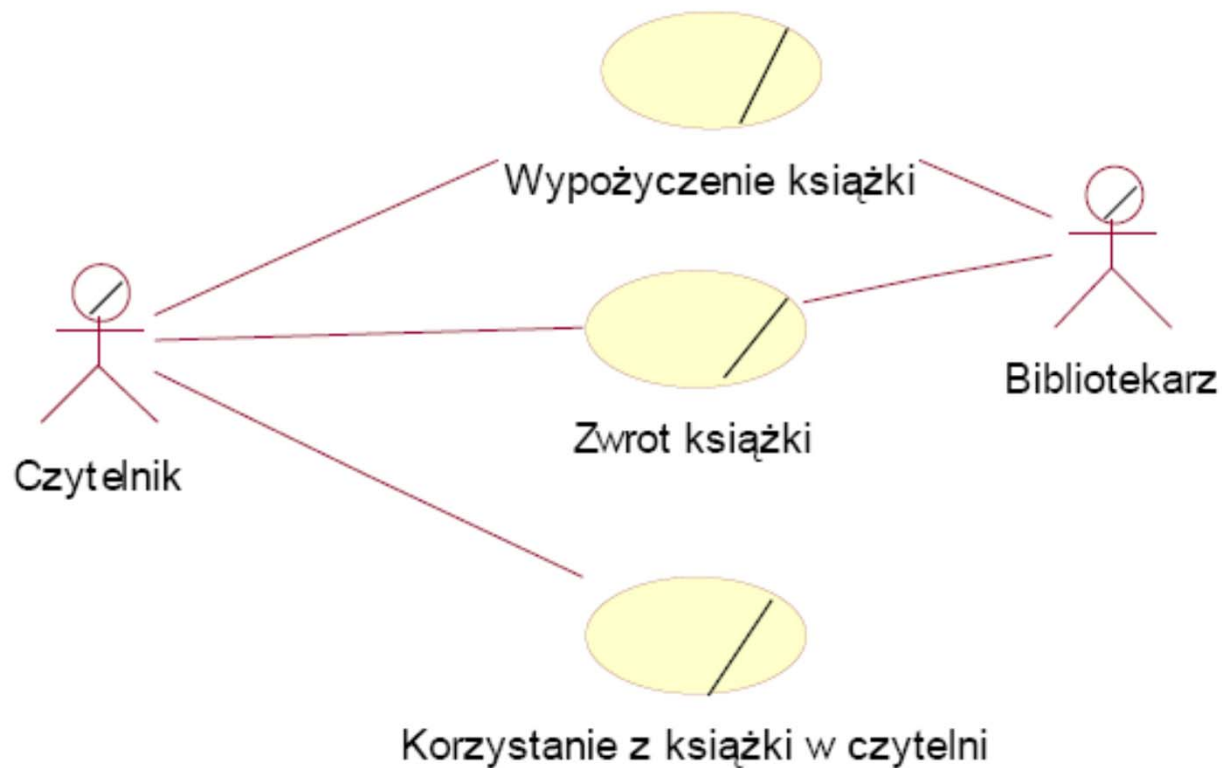 Wypożyczenie książki
Bibliotekarz
Zwrot książki
Czytelnik
Korzystanie z książki w czytelni